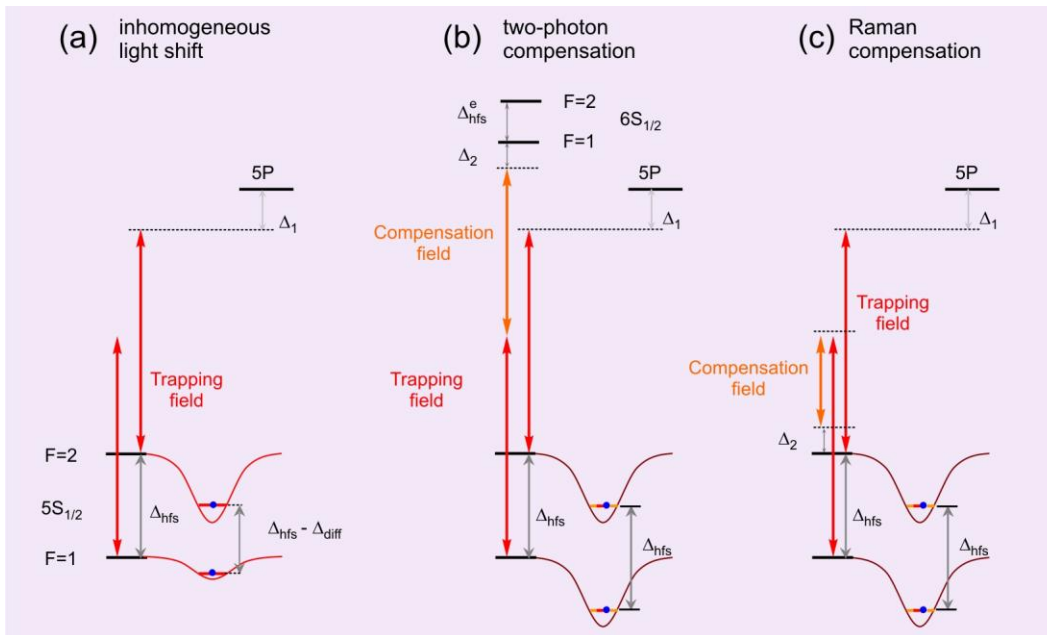 (a) inhomogeneous
light shift
5P
Δ₁
Trapping
field
F=2
5S₁/₂
Δhfs
Δhfs - Δdiff
F=1
(b) two-photon
compensation
Δᵉhfs
F=2
6S₁/₂
F=1
Δ₂
5P
Δ₁
Compensation
field
Trapping
field
Δhfs
Δhfs
(c) Raman
compensation
5P
Δ₁
Trapping
field
Compensation
field
Δ₂
Δhfs
Δhfs